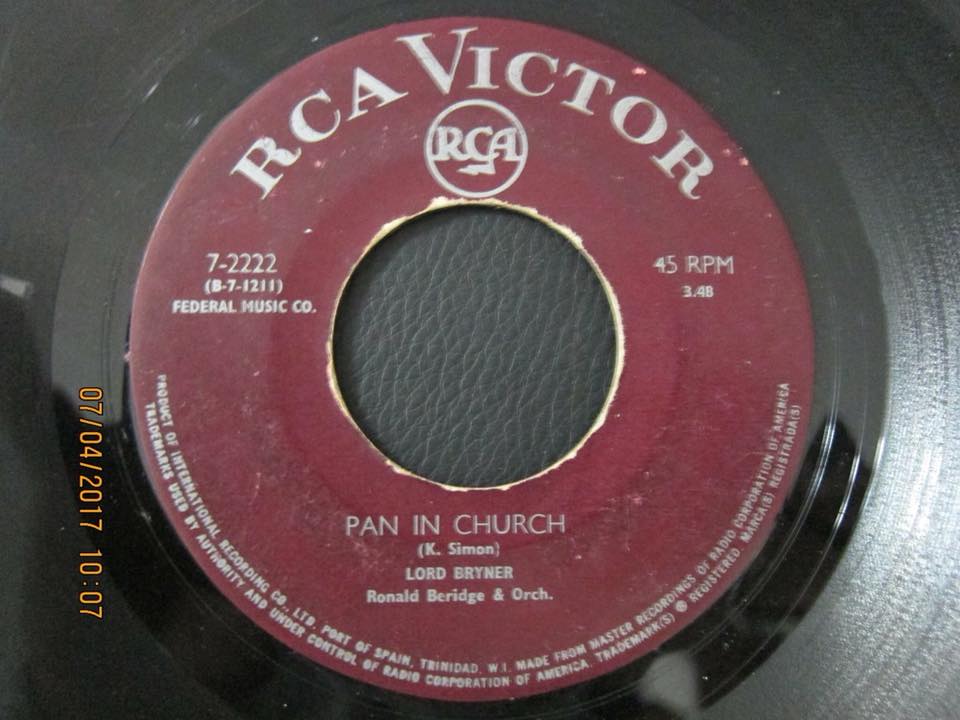 RCA VICTOR
RCA
7-2222
(B-7-1211)
FEDERAL MUSIC CO.
45 RPM
3.48
PAN IN CHURCH
(K. Simon)
LORD BRYNER
Ronald Beridge & Orch.
PRODUCT OF INTERNATIONAL RECORDING CO., LTD. PORT OF SPAIN, TRINIDAD, W.I. MADE FROM MASTER RECORDINGS OF RADIO CORPORATION OF AMERICA
TRADEMARKS USED BY AUTHORITY AND UNDER CONTROL OF RADIO CORPORATION OF AMERICA. TRADEMARK(S) ® REGISTERED. MARCA(S) REGISTRADA(S)
07/04/2017 10:07